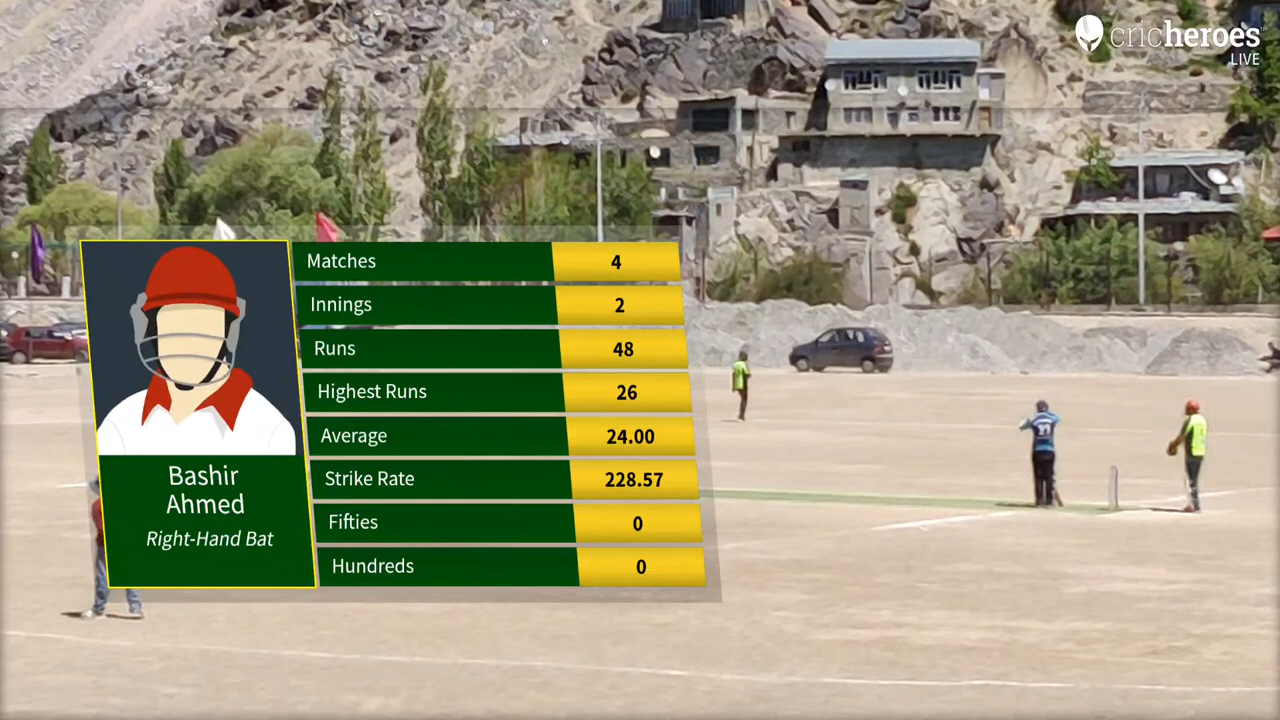 cricheroes™
LIVE
Matches 4
Innings 2
Runs 48
Highest Runs 26
Average 24.00
Strike Rate 228.57
Fifties 0
Hundreds 0
Bashir
Ahmed
Right-Hand Bat